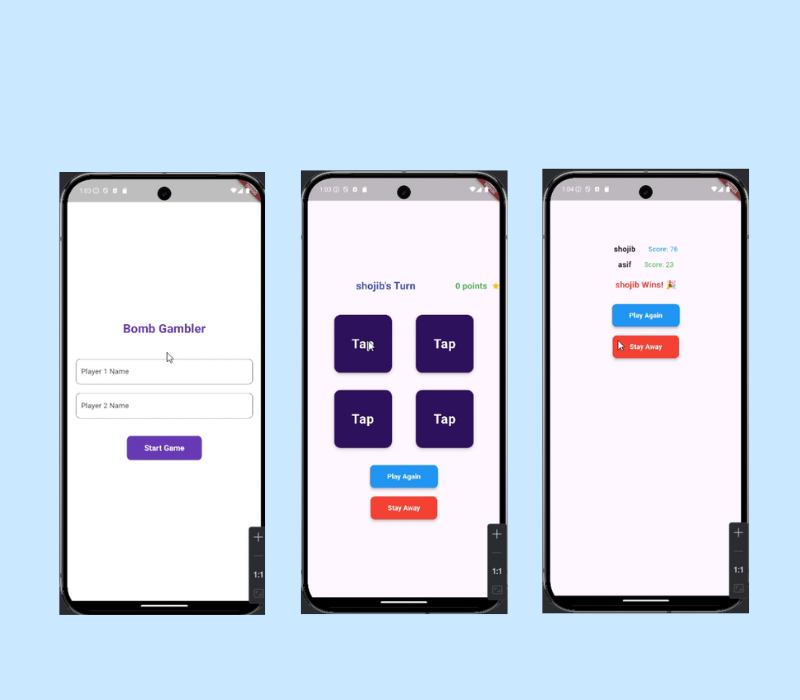 1:03
Bomb Gambler
Player 1 Name
Player 2 Name
Start Game
+
1:1
1:03
shojib's Turn 0 points ⭐
Tap Tap
Tap Tap
Play Again
Stay Away
+
1:1
1:04
shojib Score: 76
asif Score: 23
shojib Wins! 🎉
Play Again
Stay Away
+
1:1